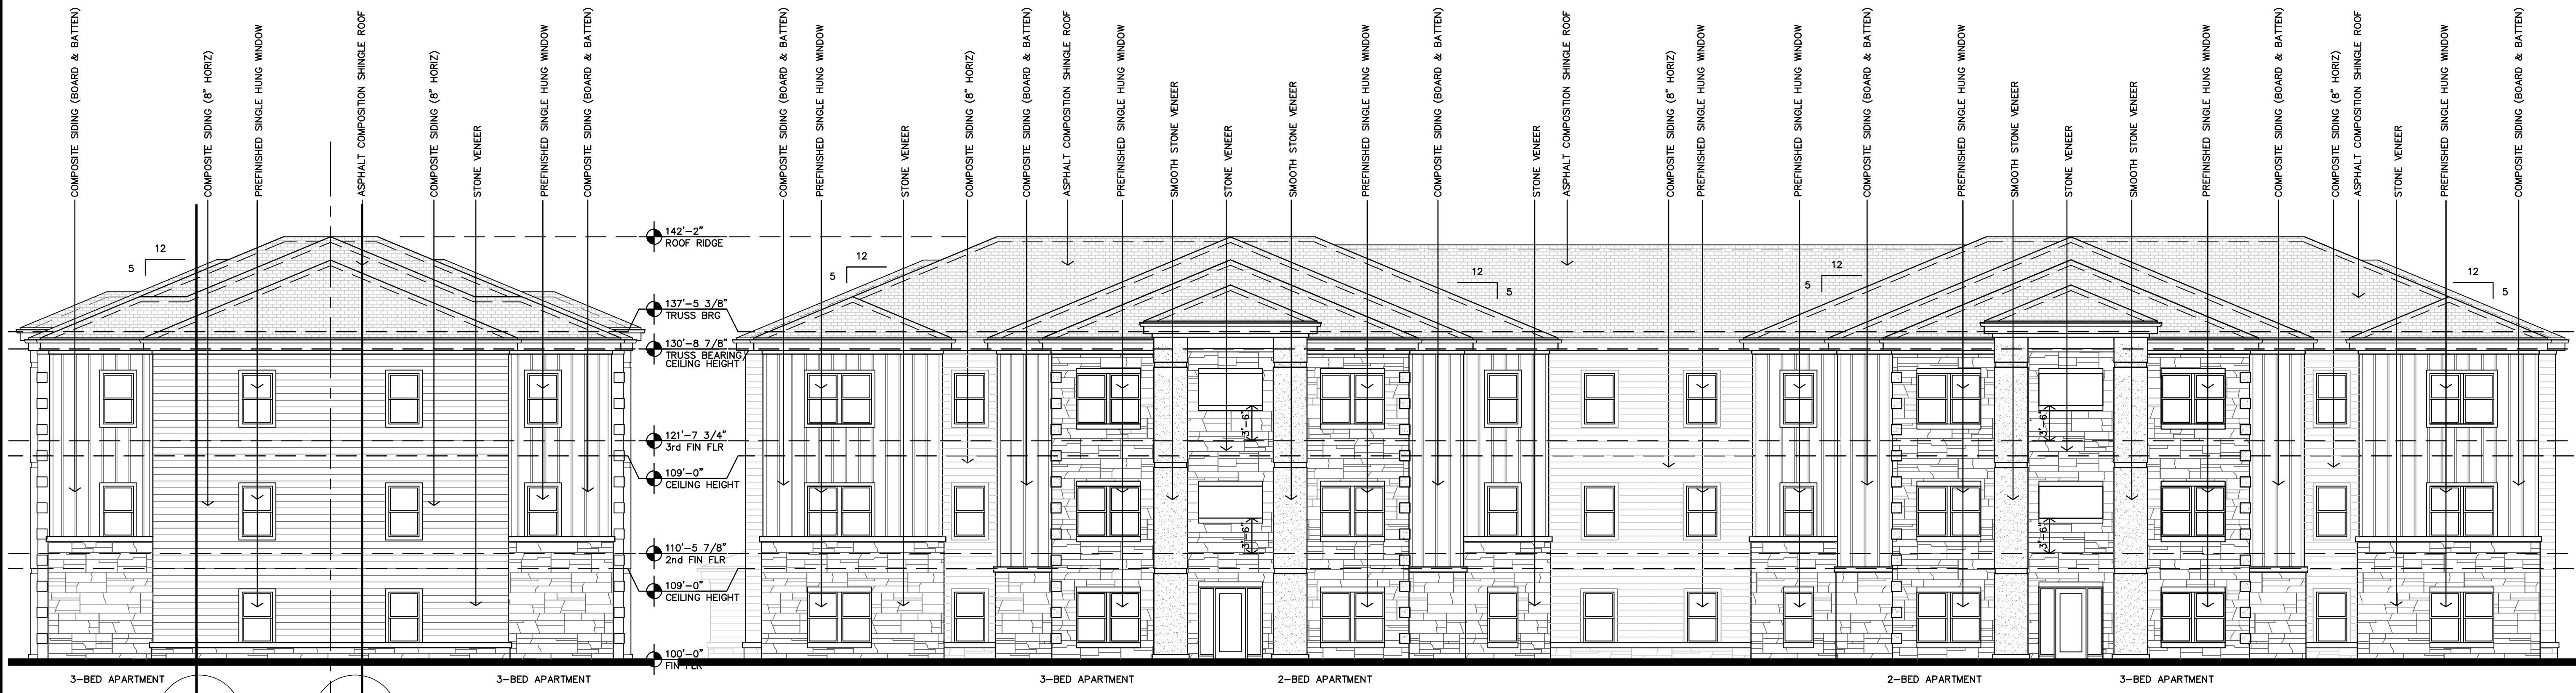 COMPOSITE SIDING (BOARD & BATTEN)
COMPOSITE SIDING (8" HORIZ)
PREFINISHED SINGLE HUNG WINDOW
ASPHALT COMPOSITION SHINGLE ROOF
COMPOSITE SIDING (8" HORIZ)
STONE VENEER
PREFINISHED SINGLE HUNG WINDOW
COMPOSITE SIDING (BOARD & BATTEN)
COMPOSITE SIDING (BOARD & BATTEN)
PREFINISHED SINGLE HUNG WINDOW
STONE VENEER
COMPOSITE SIDING (8" HORIZ)
COMPOSITE SIDING (BOARD & BATTEN)
ASPHALT COMPOSITION SHINGLE ROOF
PREFINISHED SINGLE HUNG WINDOW
SMOOTH STONE VENEER
STONE VENEER
SMOOTH STONE VENEER
PREFINISHED SINGLE HUNG WINDOW
COMPOSITE SIDING (BOARD & BATTEN)
STONE VENEER
ASPHALT COMPOSITION SHINGLE ROOF
COMPOSITE SIDING (8" HORIZ)
PREFINISHED SINGLE HUNG WINDOW
PREFINISHED SINGLE HUNG WINDOW
COMPOSITE SIDING (BOARD & BATTEN)
PREFINISHED SINGLE HUNG WINDOW
SMOOTH STONE VENEER
STONE VENEER
SMOOTH STONE VENEER
PREFINISHED SINGLE HUNG WINDOW
COMPOSITE SIDING (BOARD & BATTEN)
COMPOSITE SIDING (8" HORIZ)
ASPHALT COMPOSITION SHINGLE ROOF
STONE VENEER
PREFINISHED SINGLE HUNG WINDOW
COMPOSITE SIDING (BOARD & BATTEN)
12
5
142'-2"
ROOF RIDGE
137'-5 3/8"
TRUSS BRG
130'-8 7/8"
TRUSS BEARING/
CEILING HEIGHT
121'-7 3/4"
3rd FIN FLR
109'-0"
CEILING HEIGHT
110'-5 7/8"
2nd FIN FLR
109'-0"
CEILING HEIGHT
100'-0"
FIN FLR
12
5
12
5
12
5
12
5
3'-6"
3'-6"
3'-6"
3'-6"
3-BED APARTMENT
3-BED APARTMENT
3-BED APARTMENT
2-BED APARTMENT
2-BED APARTMENT
3-BED APARTMENT